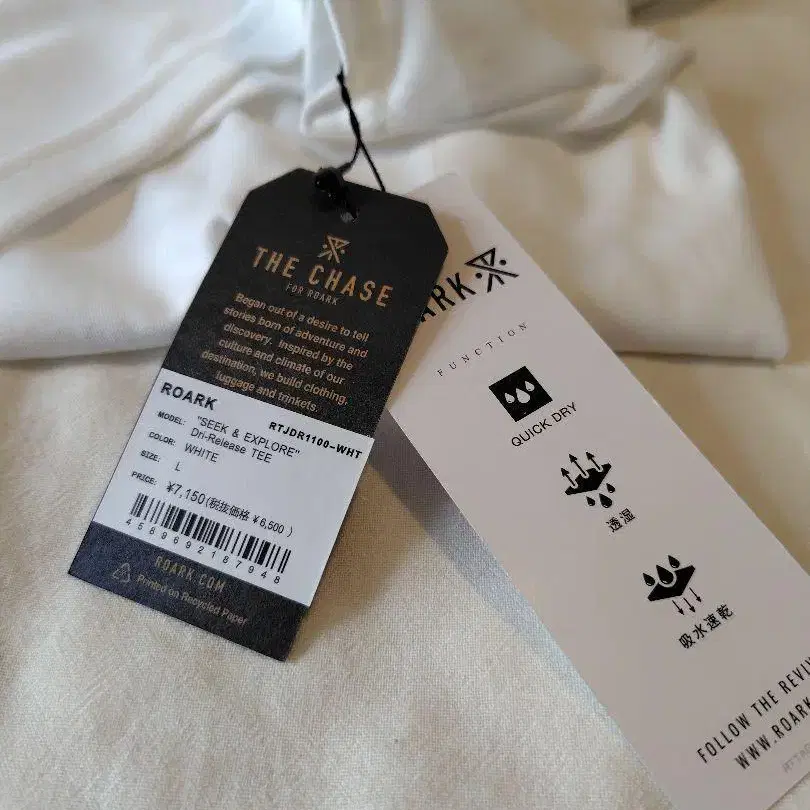 THE CHASE
FOR ROARK
Began out of a desire to tell
stories born of adventure and
discovery. Inspired by the
culture and climate of our
destination, we build clothing,
luggage and trinkets.
ROARK
RTJDR1100-WHT
MODEL: "SEEK & EXPLORE"
Dri-Release TEE
COLOR: WHITE
SIZE: L
PRICE: ¥7,150(税抜価格 ¥6,500 )
4589692187948
ROARK.COM
Printed on Recycled Paper
FUNCTION
QUICK DRY
透湿
吸水速乾
FOLLOW THE
WWW.ROARK